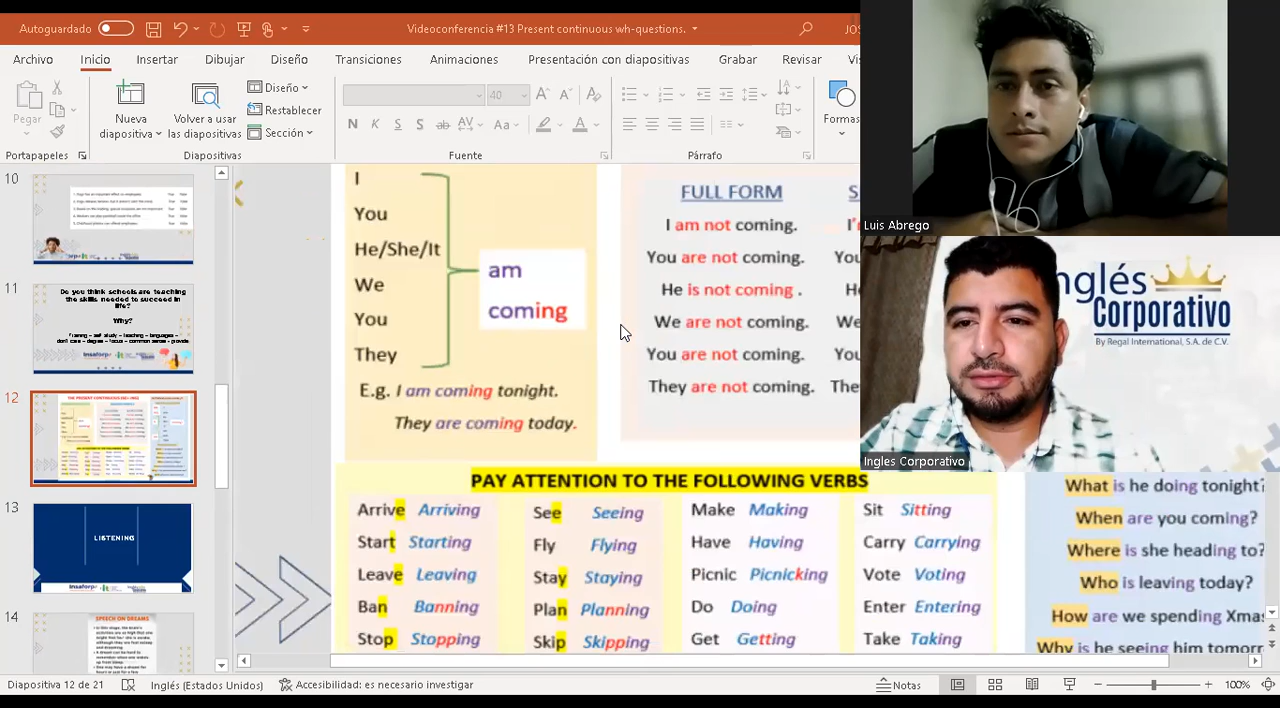 Autoguardado
Videoconferencia #13 Present continuous wh-questions.
Archivo Inicio Insertar Dibujar Diseño Transiciones Animaciones Presentación con diapositivas Grabar Revisar
Pegar
Nueva diapositiva
Volver a usar las diapositivas
Diseño
Restablecer
Sección
40
N K S S ab AV Aa A
Formas
Portapapeles Diapositivas Fuente Párrafo
10
11
Do you think schools are teaching
the skills needed to succeed in
life?
Why?
12
13
LISTENING
14
SPEECH ON DREAMS
I
You
He/She/It
We
You
They
am
coming
E.g. I am coming tonight.
They are coming today.
FULL FORM
I am not coming.
You are not coming.
He is not coming .
We are not coming.
You are not coming.
They are not coming.
PAY ATTENTION TO THE FOLLOWING VERBS
Arrive Arriving See Seeing Make Making Sit Sitting
Start Starting Fly Flying Have Having Carry Carrying
Leave Leaving Stay Staying Picnic Picnicking Vote Voting
Ban Banning Plan Planning Do Doing Enter Entering
Stop Stopping Skip Skipping Get Getting Take Taking
What is he doing tonight?
When are you coming?
Where is she heading to?
Who is leaving today?
How are we spending Xmas
Why is he seeing him tomorr
Luis Abrego
Inglés
Corporativo
By Regal International, S.A. de C.V.
Ingles Corporativo
Diapositiva 12 de 21 Inglés (Estados Unidos) Accesibilidad: es necesario investigar Notas 100%